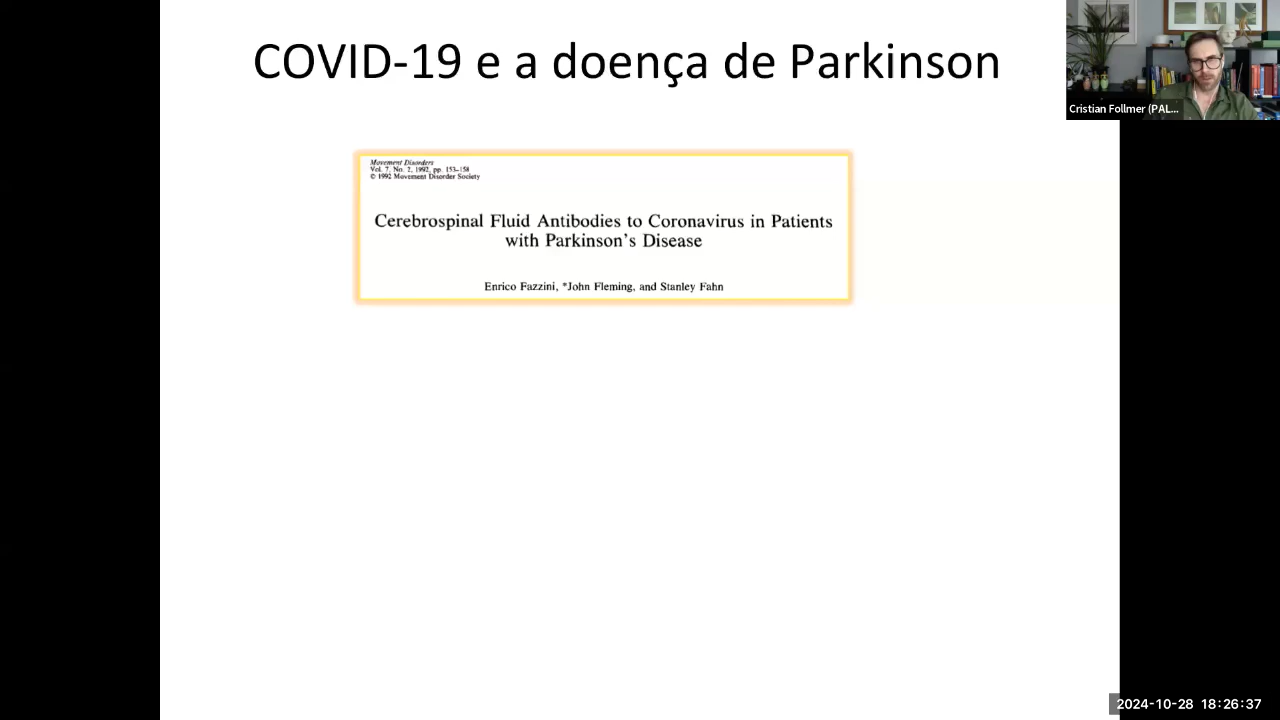 COVID-19 e a doença de Parkinson
Cristian Follmer (PAL...
Movement Disorders
Vol. 7, No. 2, 1992, pp. 153–158
© 1992 Movement Disorder Society
Cerebrospinal Fluid Antibodies to Coronavirus in Patients
with Parkinson's Disease
Enrico Fazzini, *John Fleming, and Stanley Fahn
2024-10-28 18:26:37